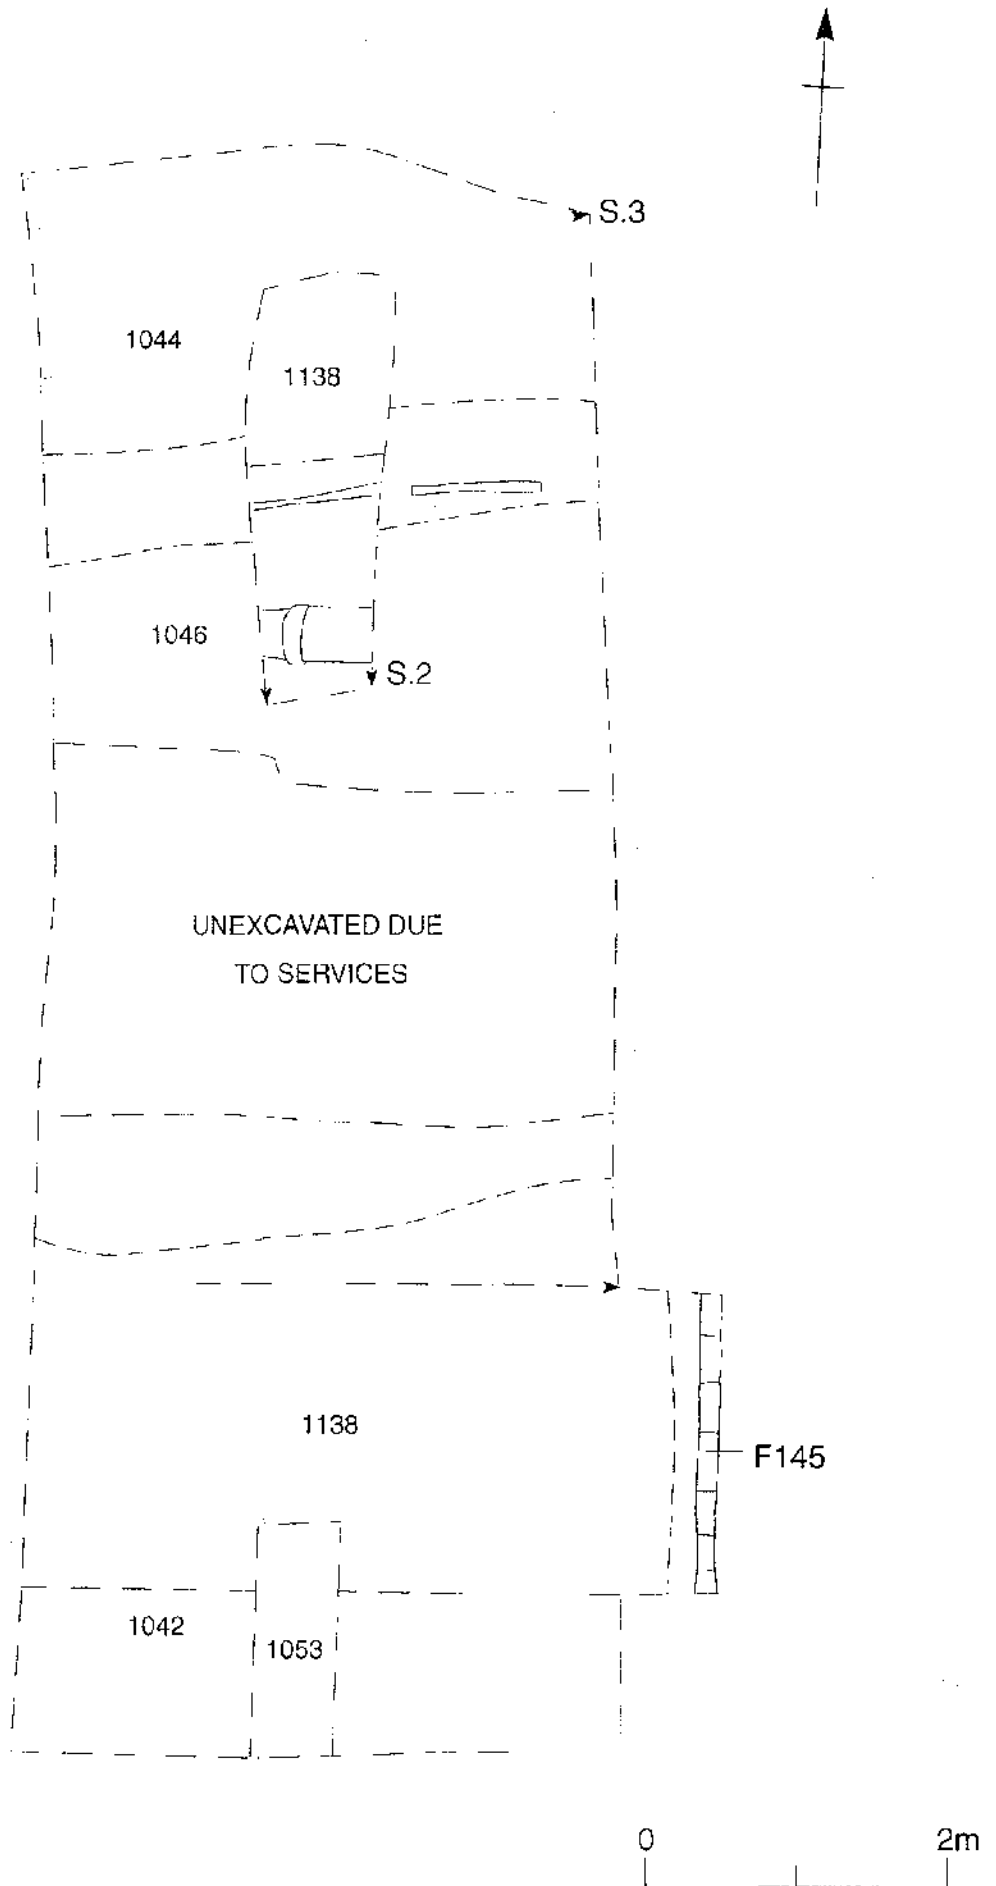 S.3
1044
1138
1046
S.2
UNEXCAVATED DUE
TO SERVICES
1138
F145
1042
1053
0 2m